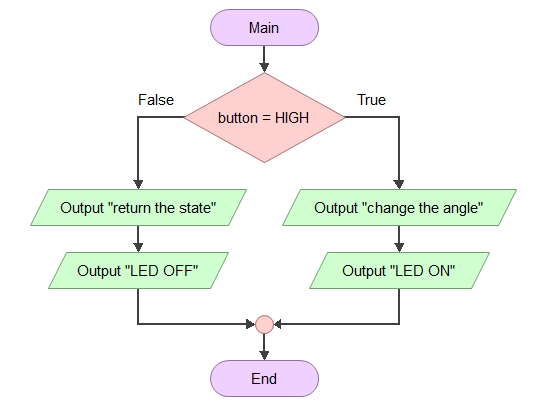 Main
False
True
button = HIGH
Output "return the state"
Output "change the angle"
Output "LED OFF"
Output "LED ON"
End